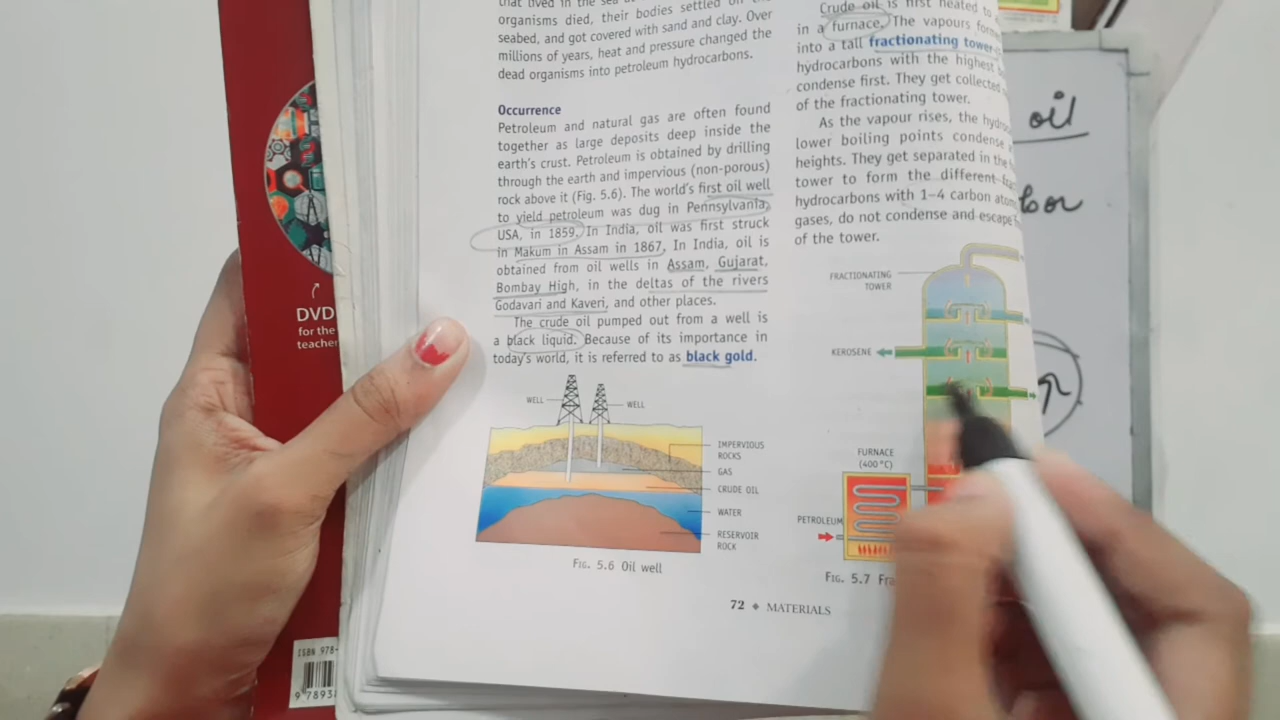 that lived in the sea
organisms died, their bodies settled on the
seabed, and got covered with sand and clay. Over
millions of years, heat and pressure changed the
dead organisms into petroleum hydrocarbons.
Occurrence
Petroleum and natural gas are often found
together as large deposits deep inside the
earth's crust. Petroleum is obtained by drilling
through the earth and impervious (non-porous)
rock above it (Fig. 5.6). The world's first oil well
to yield petroleum was dug in Pennsylvania,
USA, in 1859. In India, oil was first struck
in Makum in Assam in 1867. In India, oil is
obtained from oil wells in Assam, Gujarat,
Bombay High, in the deltas of the rivers
Godavari and Kaveri, and other places.
The crude oil pumped out from a well is
a black liquid. Because of its importance in
today's world, it is referred to as black gold.
WELL
WELL
IMPERVIOUS
ROCKS
GAS
CRUDE OIL
WATER
RESERVOIR
ROCK
FIG. 5.6 Oil well
Crude oil is first heated to
in a furnace. The vapours
into a tall fractionating tower
hydrocarbons with the highest
condense first. They get collected
of the fractionating tower.
As the vapour rises, the
lower boiling points condense
heights. They get separated in the
tower to form the different
hydrocarbons with 1–4 carbon
gases, do not condense and escape
of the tower.
FRACTIONATING
TOWER
KEROSENE
FURNACE
(400 °C)
PETROLEUM
FIG. 5.7
72 ◆ MATERIALS
DVD
for the
teacher
ISBN 978-
oil